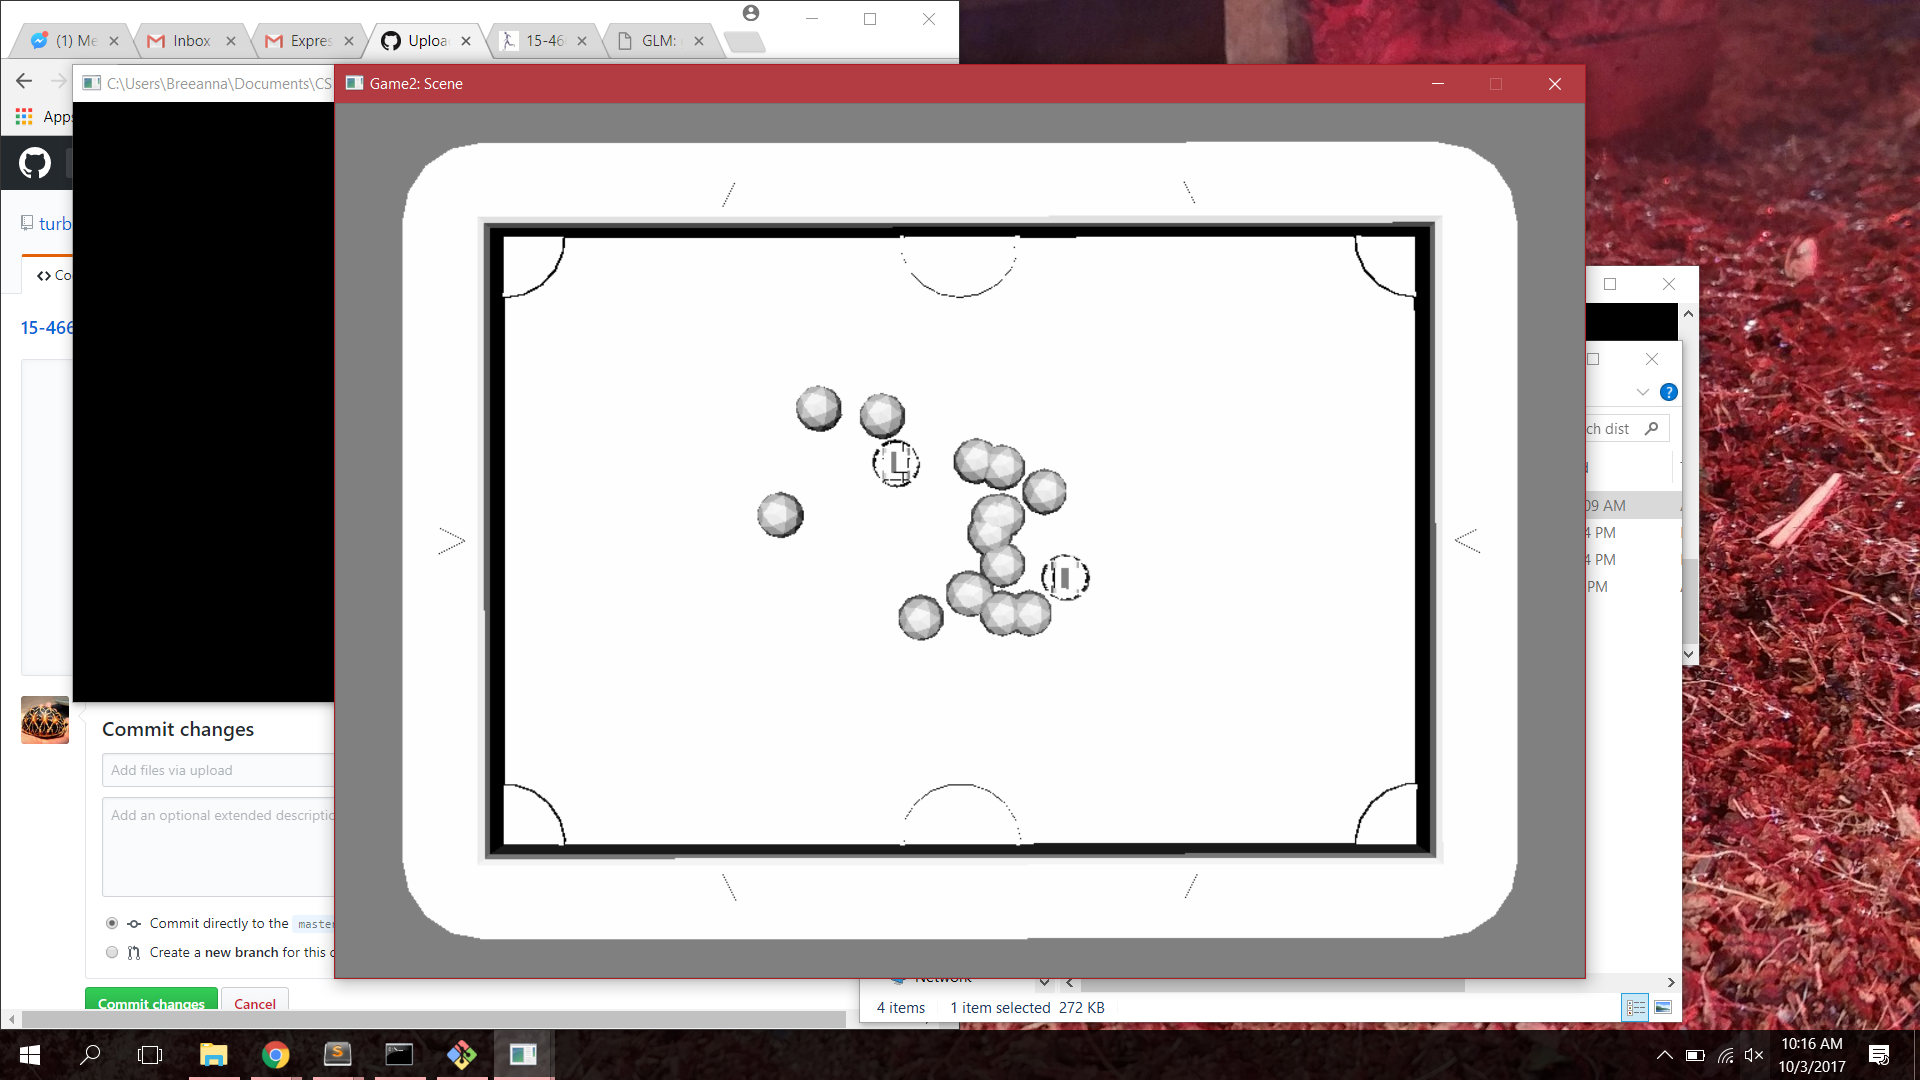 (1) Me
Inbox
Expres
Uploa
15-46
GLM:
Apps
C:\Users\Breeanna\Documents\CS
Game2: Scene
turb
<> Co
15-466
L
ch dist
09 AM
4 PM
4 PM
PM
Commit changes
Add files via upload
Add an optional extended descriptio
Commit directly to the master
Create a new branch for this c
Commit changes
Cancel
Network
4 items 1 item selected 272 KB
10:16 AM
10/3/2017